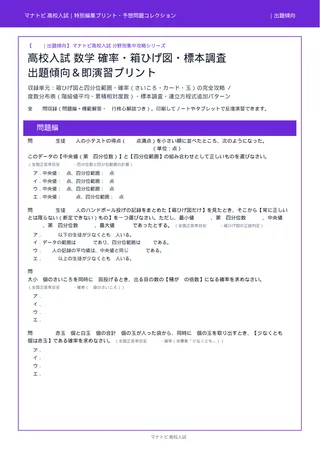 マナトピ 高校入試｜特別編集プリント・予想問題コレクション ｜出題傾向
【 ｜出題傾向】マナトピ高校入試 分野別集中攻略シリーズ
高校入試 数学 確率・箱ひげ図・標本調査
出題傾向＆即演習プリント
収録単元：箱ひげ図と四分位範囲・確率（さいころ・カード・玉）の完全攻略 ／
度数分布表（階級値平均・累積相対度数）・標本調査・連立方程式追加パターン
全 問収録（問題編＋模範解答・ 行核心解説つき）。印刷してノートやタブレットで反復演習できます。
問題編
問 生徒 人の小テストの得点（ 点満点）を小さい順に並べたところ、次のようになった。
（単位：点）
このデータの【中央値（第 四分位数）】と【四分位範囲】の組み合わせとして正しいものを選びなさい。
ア．中央値： 点、四分位範囲： 点
イ．中央値： 点、四分位範囲： 点
ウ．中央値： 点、四分位範囲： 点
エ．中央値： 点、四分位範囲： 点
問 生徒 人のハンドボール投げの記録をまとめた【箱ひげ図だけ】を見たとき、そこから【常に正しい
とは限らない（断定できない）もの】を一つ選びなさい。ただし、最小値 、第 四分位数 、中央値
、第 四分位数 、最大値 であったとする。
ア． 以下の生徒が少なくとも 人いる。
イ．データの範囲は であり、四分位範囲は である。
ウ． 人の記録の平均値は、中央値と同じ である。
エ． 以上の生徒が少なくとも 人いる。
問
大小 個のさいころを同時に 回投げるとき、出る目の数の【積が の倍数】になる確率を求めなさい。
ア．
イ．
ウ．
エ．
問 赤玉 個と白玉 個の合計 個の玉が入った袋から、同時に 個の玉を取り出すとき、【少なくとも
個は赤玉】である確率を求めなさい。
ア．
イ．
ウ．
エ．
マナトピ 高校入試